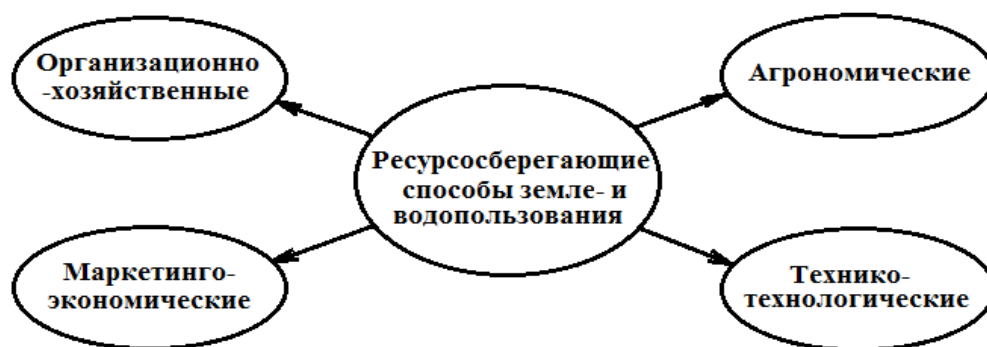 Организационно
-хозяйственные
Агрономические
Ресурсосберегающие
способы земле- и
водопользования
Маркетинго-
экономические
Технико-
технологические